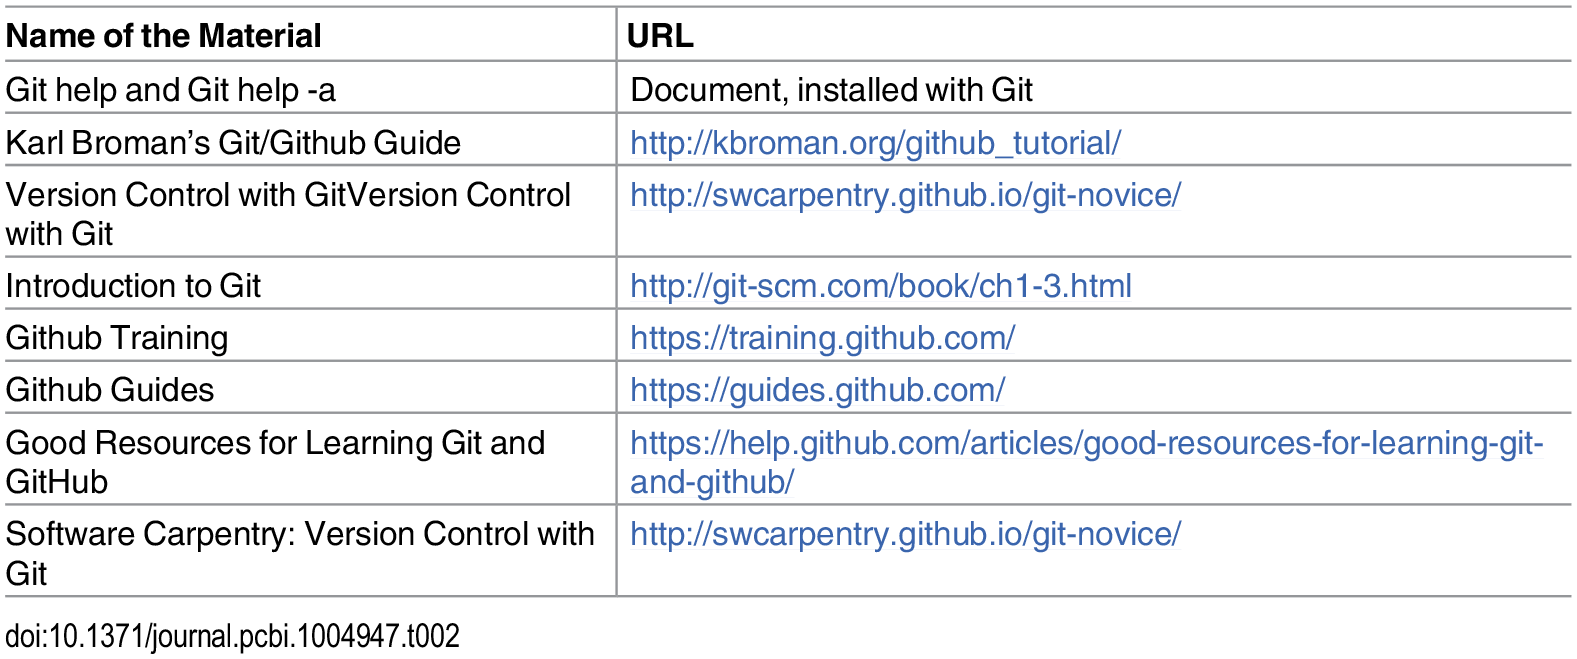 Name of the Material URL
Git help and Git help -a Document, installed with Git
Karl Broman’s Git/Github Guide http://kbroman.org/github_tutorial/
Version Control with GitVersion Control http://swcarpentry.github.io/git-novice/
with Git
Introduction to Git http://git-scm.com/book/ch1-3.html
Github Training https://training.github.com/
Github Guides https://guides.github.com/
Good Resources for Learning Git and https://help.github.com/articles/good-resources-for-learning-git-
GitHub and-github/
Software Carpentry: Version Control with http://swcarpentry.github.io/git-novice/
Git
doi:10.1371/journal.pcbi.1004947.t002